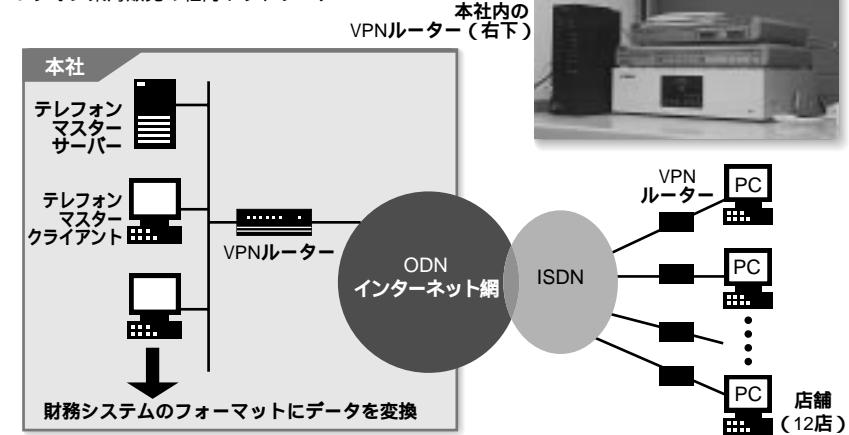 本社内の
VPNルーター（右下）
本社
テレフォン
マスター
サーバー
テレフォン
マスター
クライアント
VPNルーター
ODN
インターネット網
ISDN
VPN
ルーター
PC
PC
PC
店舗
（12店）
財務システムのフォーマットにデータを変換